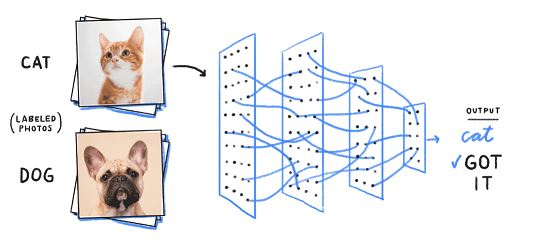 CAT
(LABELED
PHOTOS)
DOG
OUTPUT
cat
✓GOT
IT